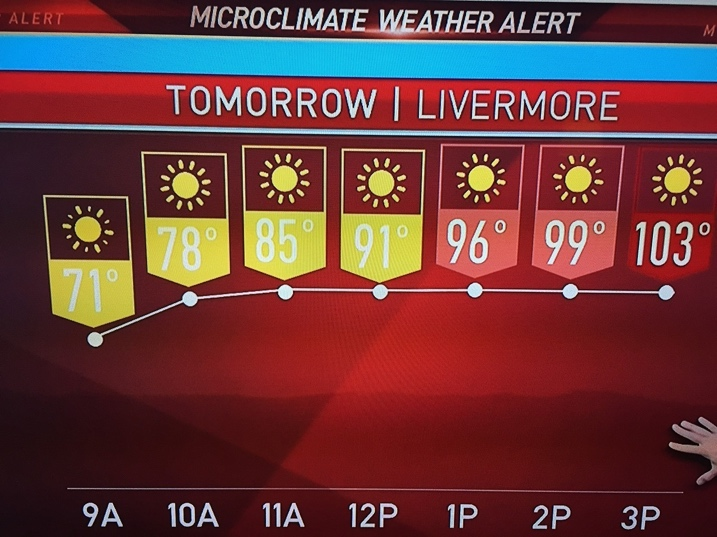 ALERT
MICROCLIMATE WEATHER ALERT
M
TOMORROW | LIVERMORE
71° 78° 85° 91° 96° 99° 103°
9A 10A 11A 12P 1P 2P 3P